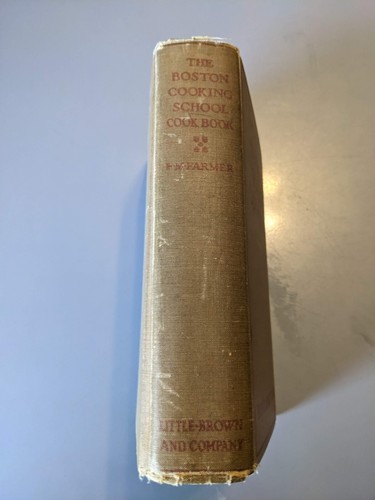 THE
BOSTON
COOKING
SCHOOL
COOK BOOK
F·M·FARMER
LITTLE·BROWN
AND COMPANY